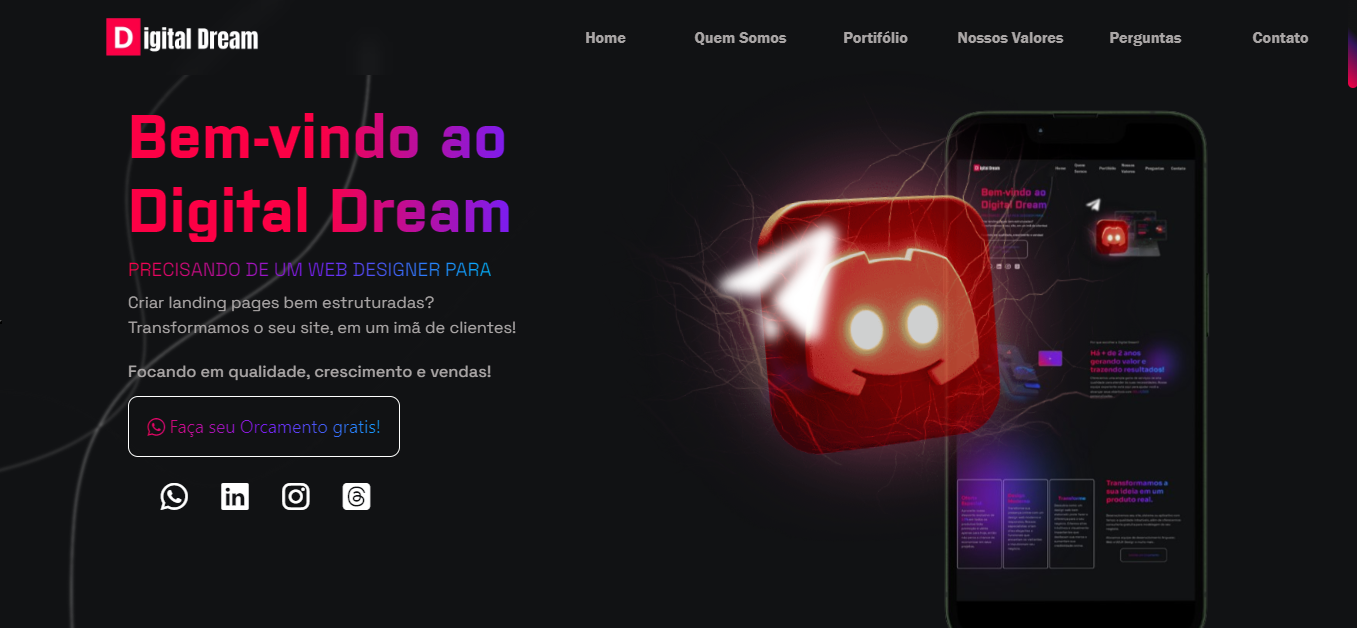 Digital Dream
Home Quem Somos Portifólio Nossos Valores Perguntas Contato
Bem-vindo ao
Digital Dream
PRECISANDO DE UM WEB DESIGNER PARA
Criar landing pages bem estruturadas?
Transformamos o seu site, em um imã de clientes!
Focando em qualidade, crescimento e vendas!
Faça seu Orcamento gratis!
Bem-vindo ao
Digital Dream
Há + de 2 anos
gerando valor e
trazendo resultados!
Transformamos a
sua ideia em um
produto real.